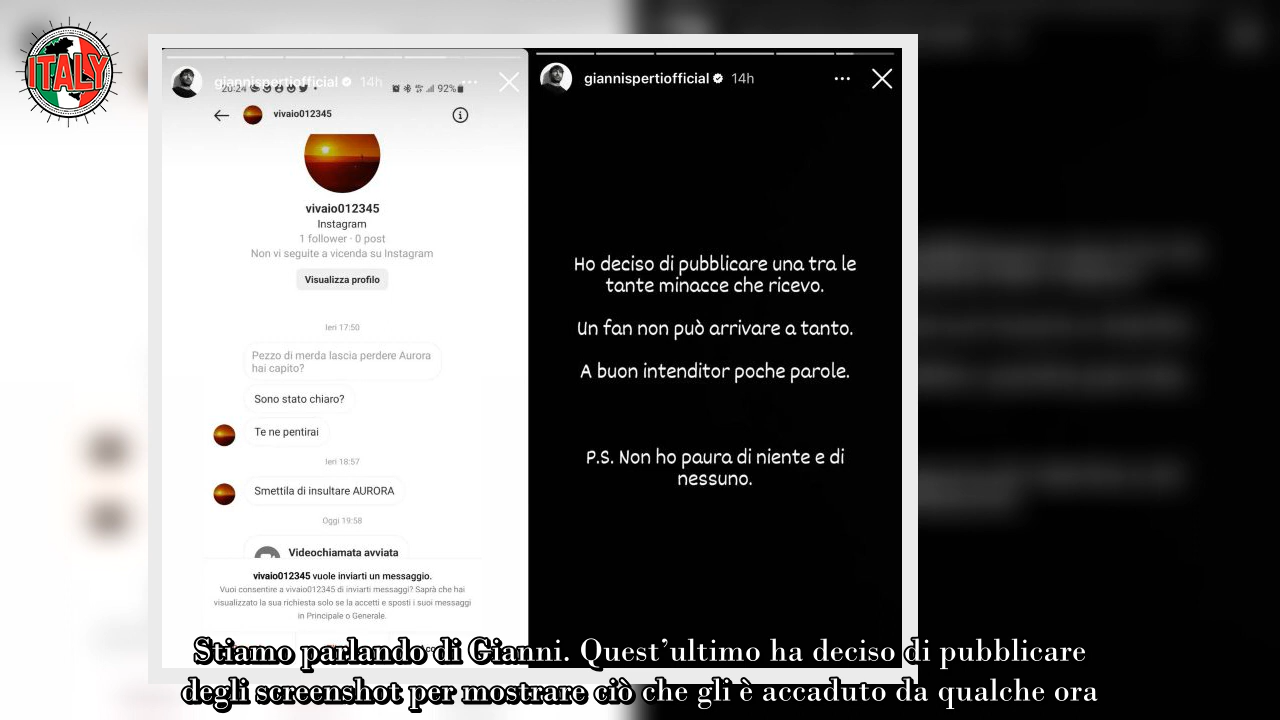 ITALY
giannispertiofficial 14h
20:24 92%
vivaio012345
vivaio012345
Instagram
1 follower · 0 post
Non vi seguite a vicenda su Instagram
Visualizza profilo
Ieri 17:50
Pezzo di merda lascia perdere Aurora
hai capito?
Sono stato chiaro?
Te ne pentirai
Ieri 18:57
Smettila di insultare AURORA
Oggi 19:58
Videochiamata avviata
vivaio012345 vuole inviarti un messaggio.
Vuoi consentire a vivaio012345 di inviarti messaggi? Saprà che hai
visualizzato la sua richiesta solo se la accetti e sposti i suoi messaggi
in Principale o Generale.
giannispertiofficial 14h
Ho deciso di pubblicare una tra le
tante minacce che ricevo.
Un fan non può arrivare a tanto.
A buon intenditor poche parole.
P.S. Non ho paura di niente e di
nessuno.
Stiamo parlando di Gianni. Quest'ultimo ha deciso di pubblicare
degli screenshot per mostrare ciò che gli è accaduto da qualche ora